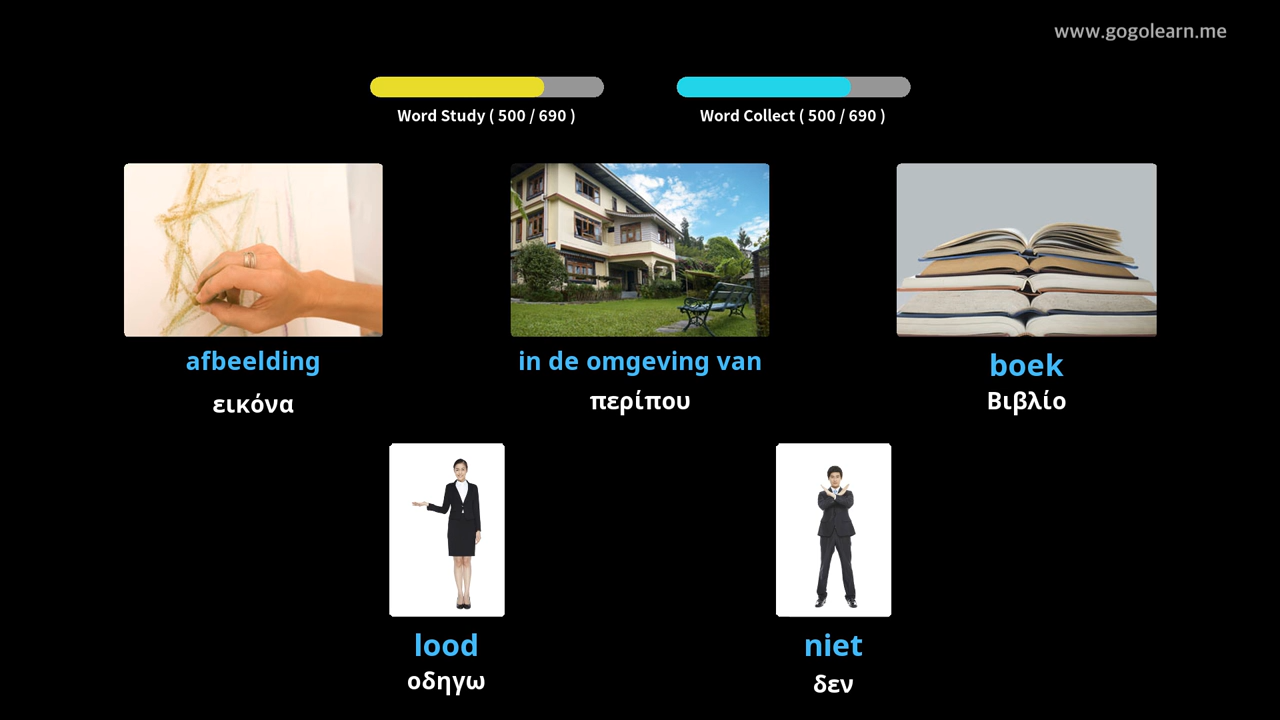 www.gogolearn.me
Word Study ( 500 / 690 )
Word Collect ( 500 / 690 )
afbeelding
εικόνα
in de omgeving van
περίπου
boek
Βιβλίο
lood
οδηγω
niet
δεν